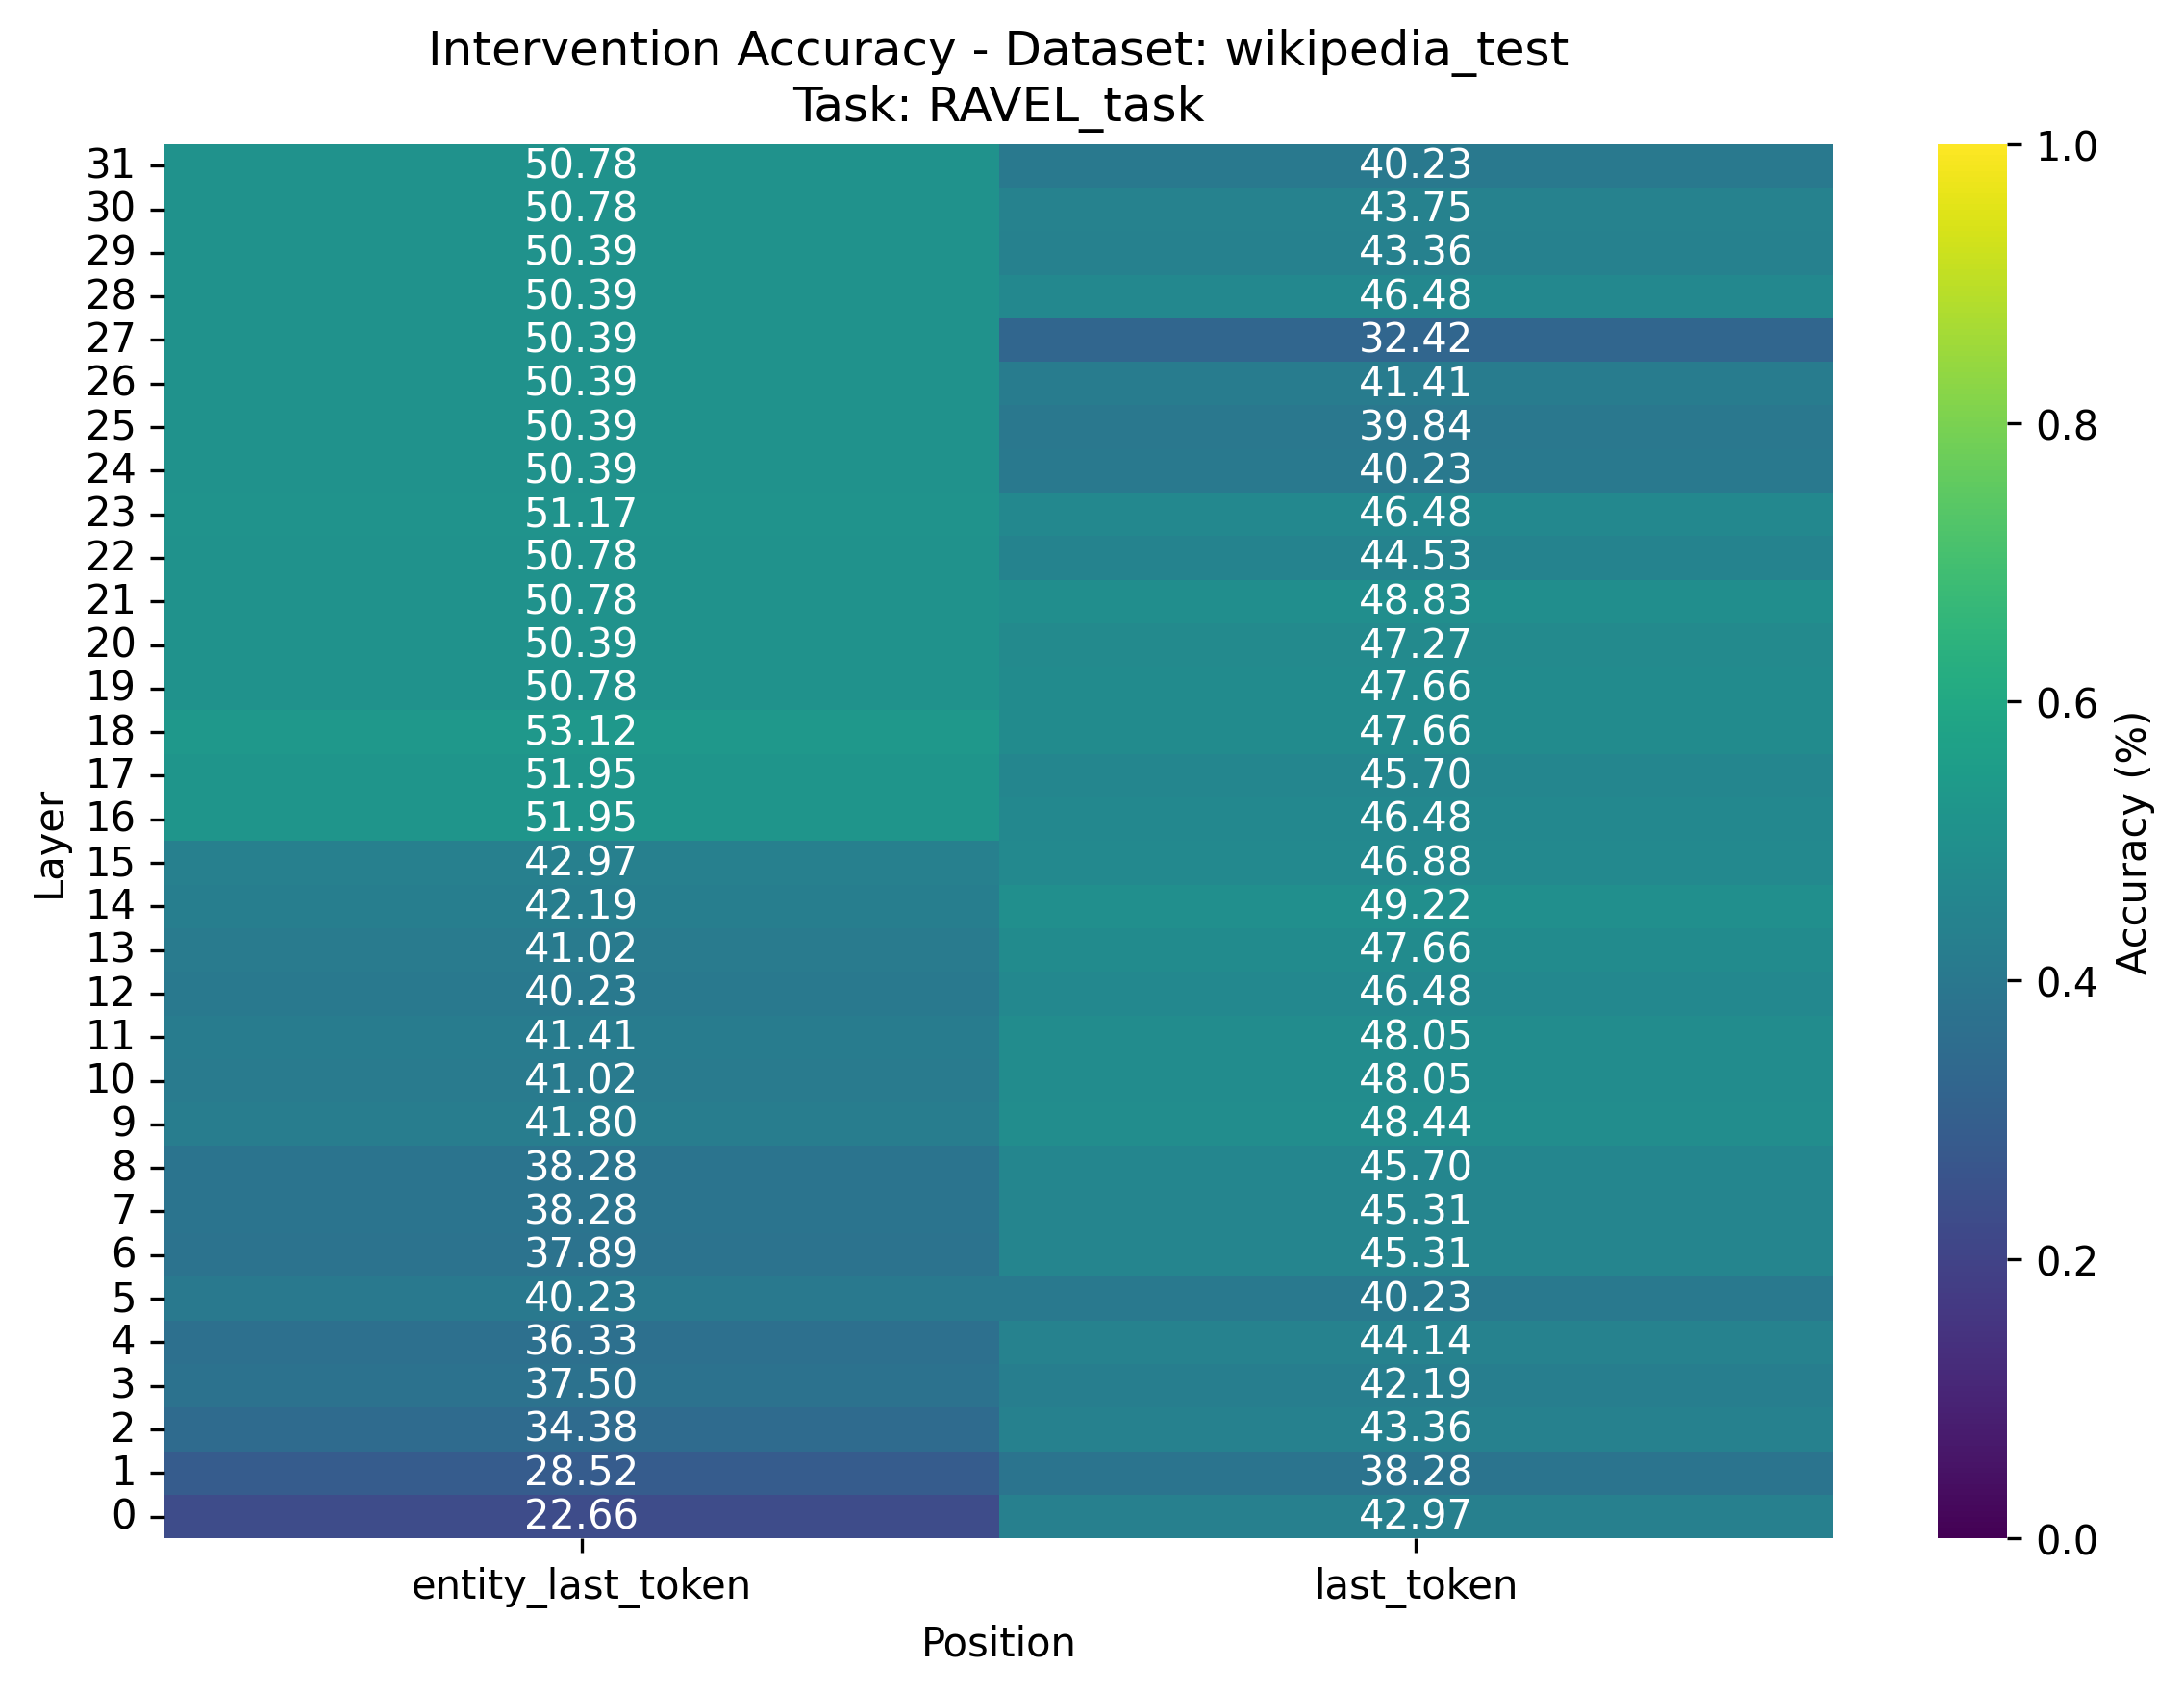 Intervention Accuracy - Dataset: wikipedia_test
Task: RAVEL_task
31 50.78 40.23
30 50.78 43.75
29 50.39 43.36
28 50.39 46.48
27 50.39 32.42
26 50.39 41.41
25 50.39 39.84
24 50.39 40.23
23 51.17 46.48
22 50.78 44.53
21 50.78 48.83
20 50.39 47.27
19 50.78 47.66
18 53.12 47.66
17 51.95 45.70
16 51.95 46.48
15 42.97 46.88
14 42.19 49.22
13 41.02 47.66
12 40.23 46.48
11 41.41 48.05
10 41.02 48.05
9 41.80 48.44
8 38.28 45.70
7 38.28 45.31
6 37.89 45.31
5 40.23 40.23
4 36.33 44.14
3 37.50 42.19
2 34.38 43.36
1 28.52 38.28
0 22.66 42.97
Layer
entity_last_token last_token
Position
1.0
0.8
0.6
0.4
0.2
0.0
Accuracy (%)